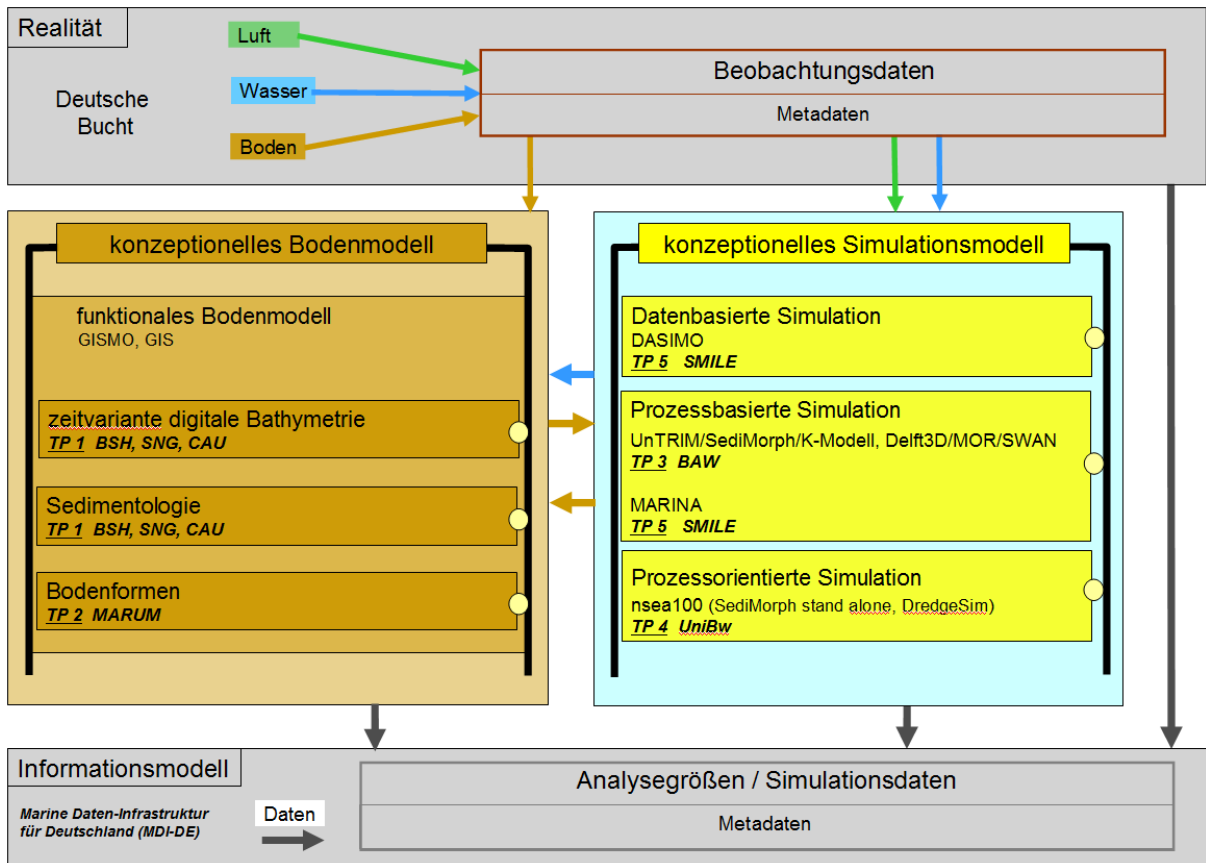 Realität
Deutsche
Bucht
Luft
Wasser
Boden
Beobachtungsdaten
Metadaten
konzeptionelles Bodenmodell
funktionales Bodenmodell
GISMO, GIS
zeitvariante digitale Bathymetrie
TP 1 BSH, SNG, CAU
Sedimentologie
TP 1 BSH, SNG, CAU
Bodenformen
TP 2 MARUM
konzeptionelles Simulationsmodell
Datenbasierte Simulation
DASIMO
TP 5 SMILE
Prozessbasierte Simulation
UnTRIM/SediMorph/K-Modell, Delft3D/MOR/SWAN
TP 3 BAW
MARINA
TP 5 SMILE
Prozessorientierte Simulation
nsea100 (SediMorph stand alone, DredgeSim)
TP 4 UniBw
Informationsmodell
Marine Daten-Infrastruktur
für Deutschland (MDI-DE)
Daten
Analysegrößen / Simulationsdaten
Metadaten